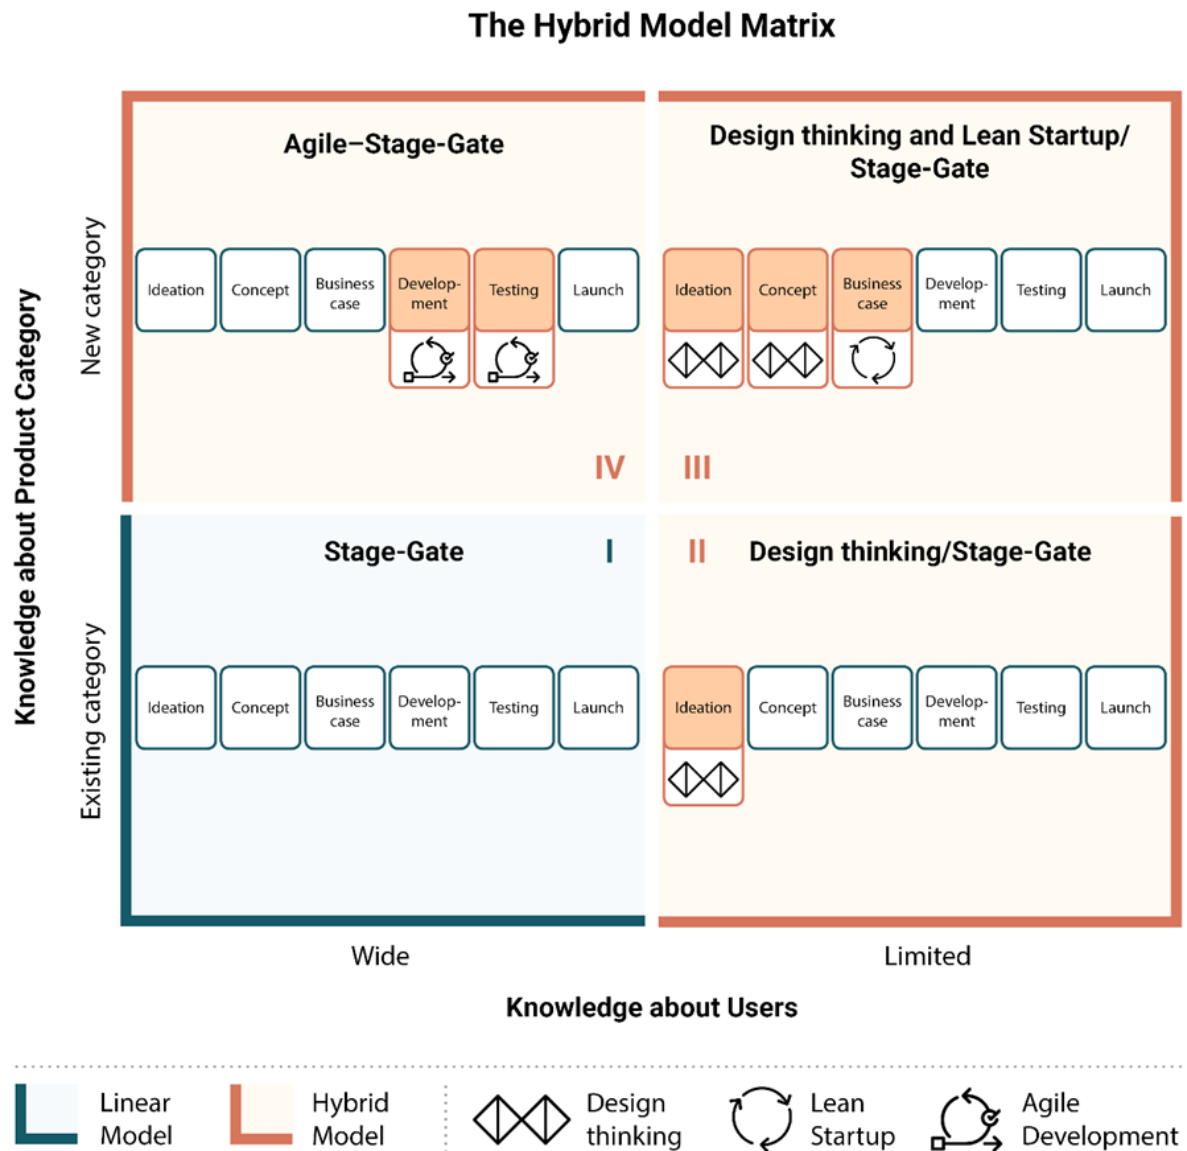 The Hybrid Model Matrix
Agile–Stage-Gate
Design thinking and Lean Startup/
Stage-Gate
Knowledge about Product Category
New category
Ideation
Concept
Business
case
Develop-
ment
Testing
Launch
Ideation
Concept
Business
case
Develop-
ment
Testing
Launch
IV
III
Stage-Gate
I
II
Design thinking/Stage-Gate
Existing category
Ideation
Concept
Business
case
Develop-
ment
Testing
Launch
Ideation
Concept
Business
case
Develop-
ment
Testing
Launch
Wide
Limited
Knowledge about Users
Linear
Model
Hybrid
Model
Design
thinking
Lean
Startup
Agile
Development